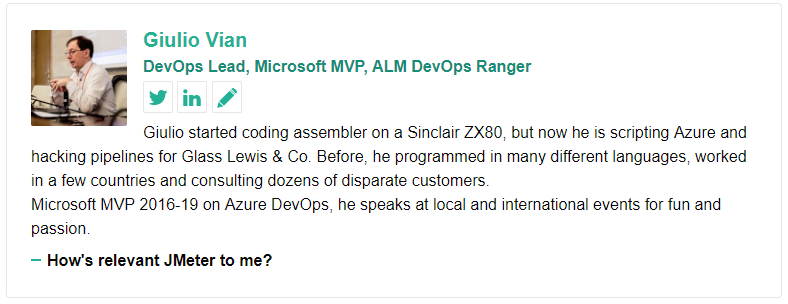 Giulio Vian
DevOps Lead, Microsoft MVP, ALM DevOps Ranger
Giulio started coding assembler on a Sinclair ZX80, but now he is scripting Azure and
hacking pipelines for Glass Lewis & Co. Before, he programmed in many different languages, worked
in a few countries and consulting dozens of disparate customers.
Microsoft MVP 2016-19 on Azure DevOps, he speaks at local and international events for fun and
passion.
– How's relevant JMeter to me?